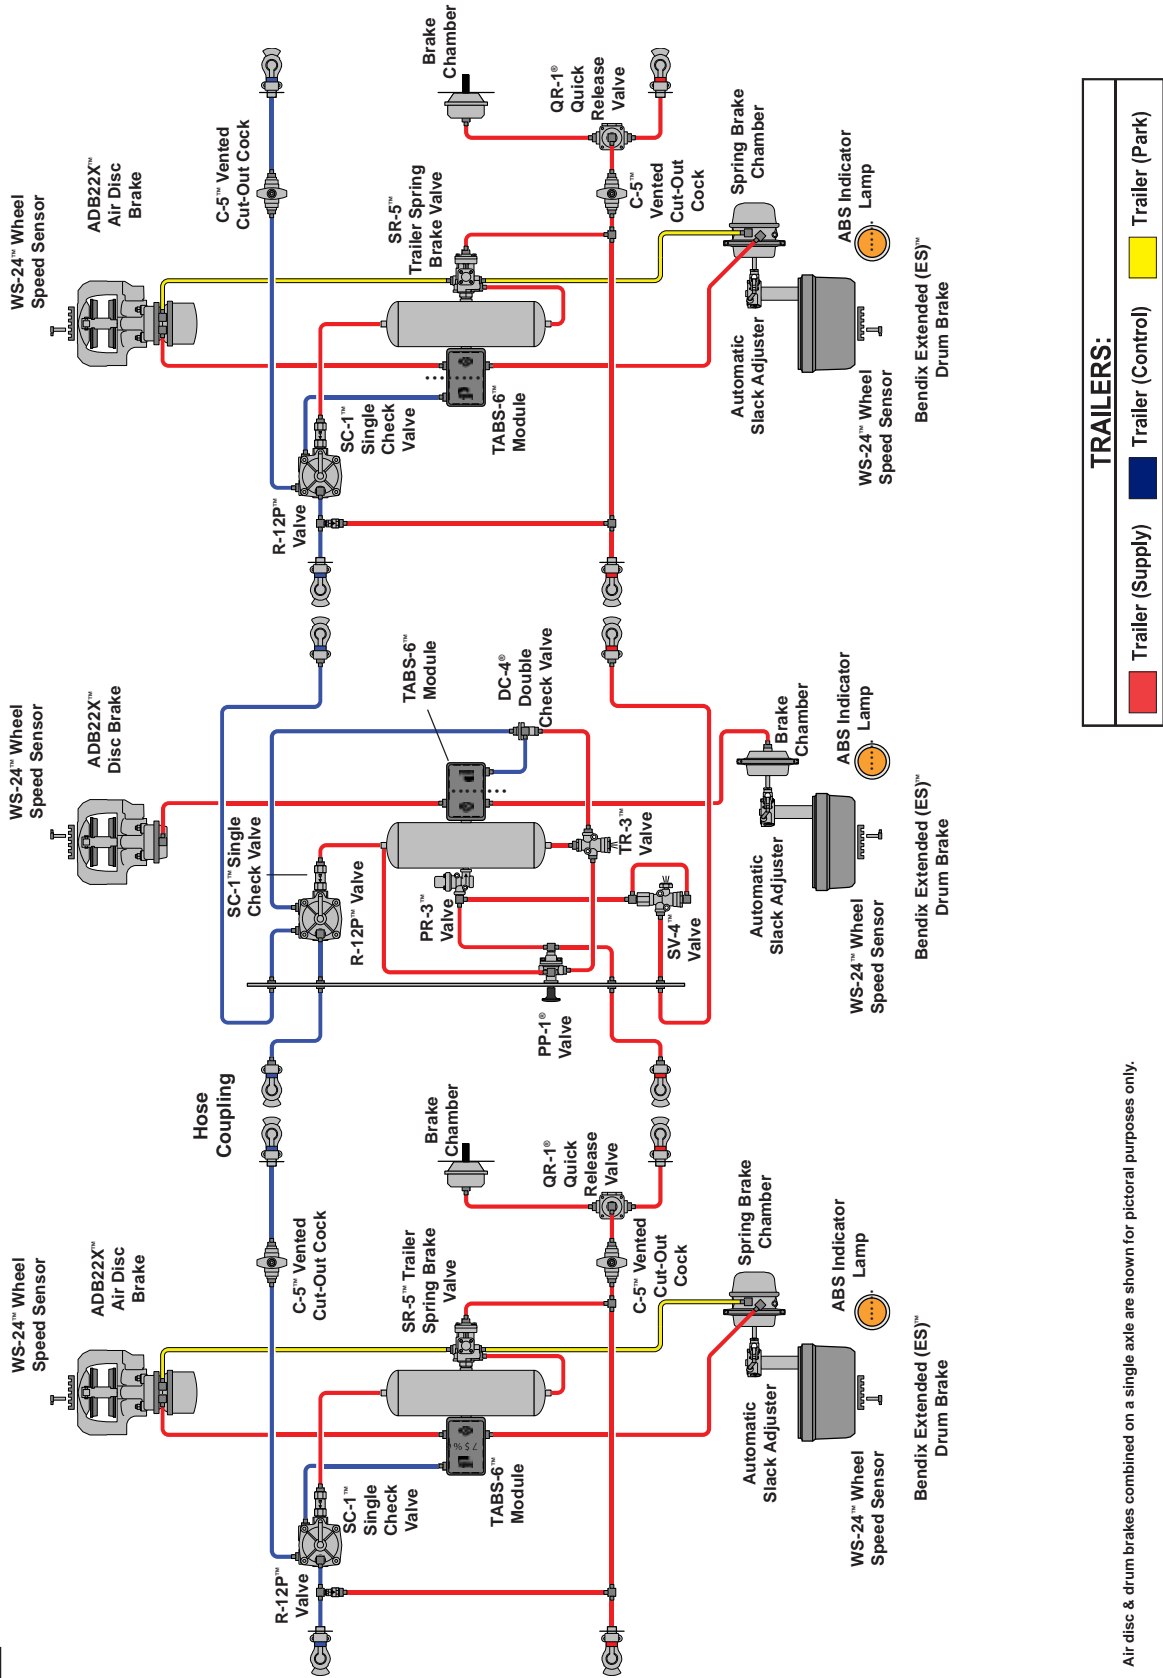 WS-24™ Wheel
Speed Sensor
WS-24™ Wheel
Speed Sensor
WS-24™ Wheel
Speed Sensor
ADB22X™
Air Disc
Brake
ADB22X™
Disc Brake
ADB22X™
Air Disc
Brake
Hose
Coupling
C-5™ Vented
Cut-Out Cock
SC-1™ Single
Check Valve
C-5™ Vented
Cut-Out Cock
R-12P™
Valve
SC-1™
Single
Check
Valve
R-12P™ Valve
R-12P™
Valve
SC-1™
Single
Check
Valve
SR-5™ Trailer
Spring Brake
Valve
Brake
Chamber
PR-3™
Valve
TABS-6™
Module
SR-5™
Trailer Spring
Brake Valve
Brake
Chamber
TABS-6™
Module
7 $ %
DC-4®
Double
Check Valve
TABS-6™
Module
QR-1®
Quick
Release
Valve
PP-1®
Valve
TR-3™
Valve
QR-1®
Quick
Release
Valve
C-5™ Vented
Cut-Out
Cock
SV-4™
Valve
C-5™
Vented
Cut-Out
Cock
Spring Brake
Chamber
Brake
Chamber
Spring Brake
Chamber
Automatic
Slack Adjuster
Automatic
Slack Adjuster
Automatic
Slack Adjuster
ABS Indicator
Lamp
ABS Indicator
Lamp
ABS Indicator
Lamp
WS-24™ Wheel
Speed Sensor
WS-24™ Wheel
Speed Sensor
WS-24™ Wheel
Speed Sensor
Bendix Extended (ES)™
Drum Brake
Bendix Extended (ES)™
Drum Brake
Bendix Extended (ES)™
Drum Brake
TRAILERS:
Trailer (Supply)
Trailer (Control)
Trailer (Park)
Air disc & drum brakes combined on a single axle are shown for pictoral purposes only.